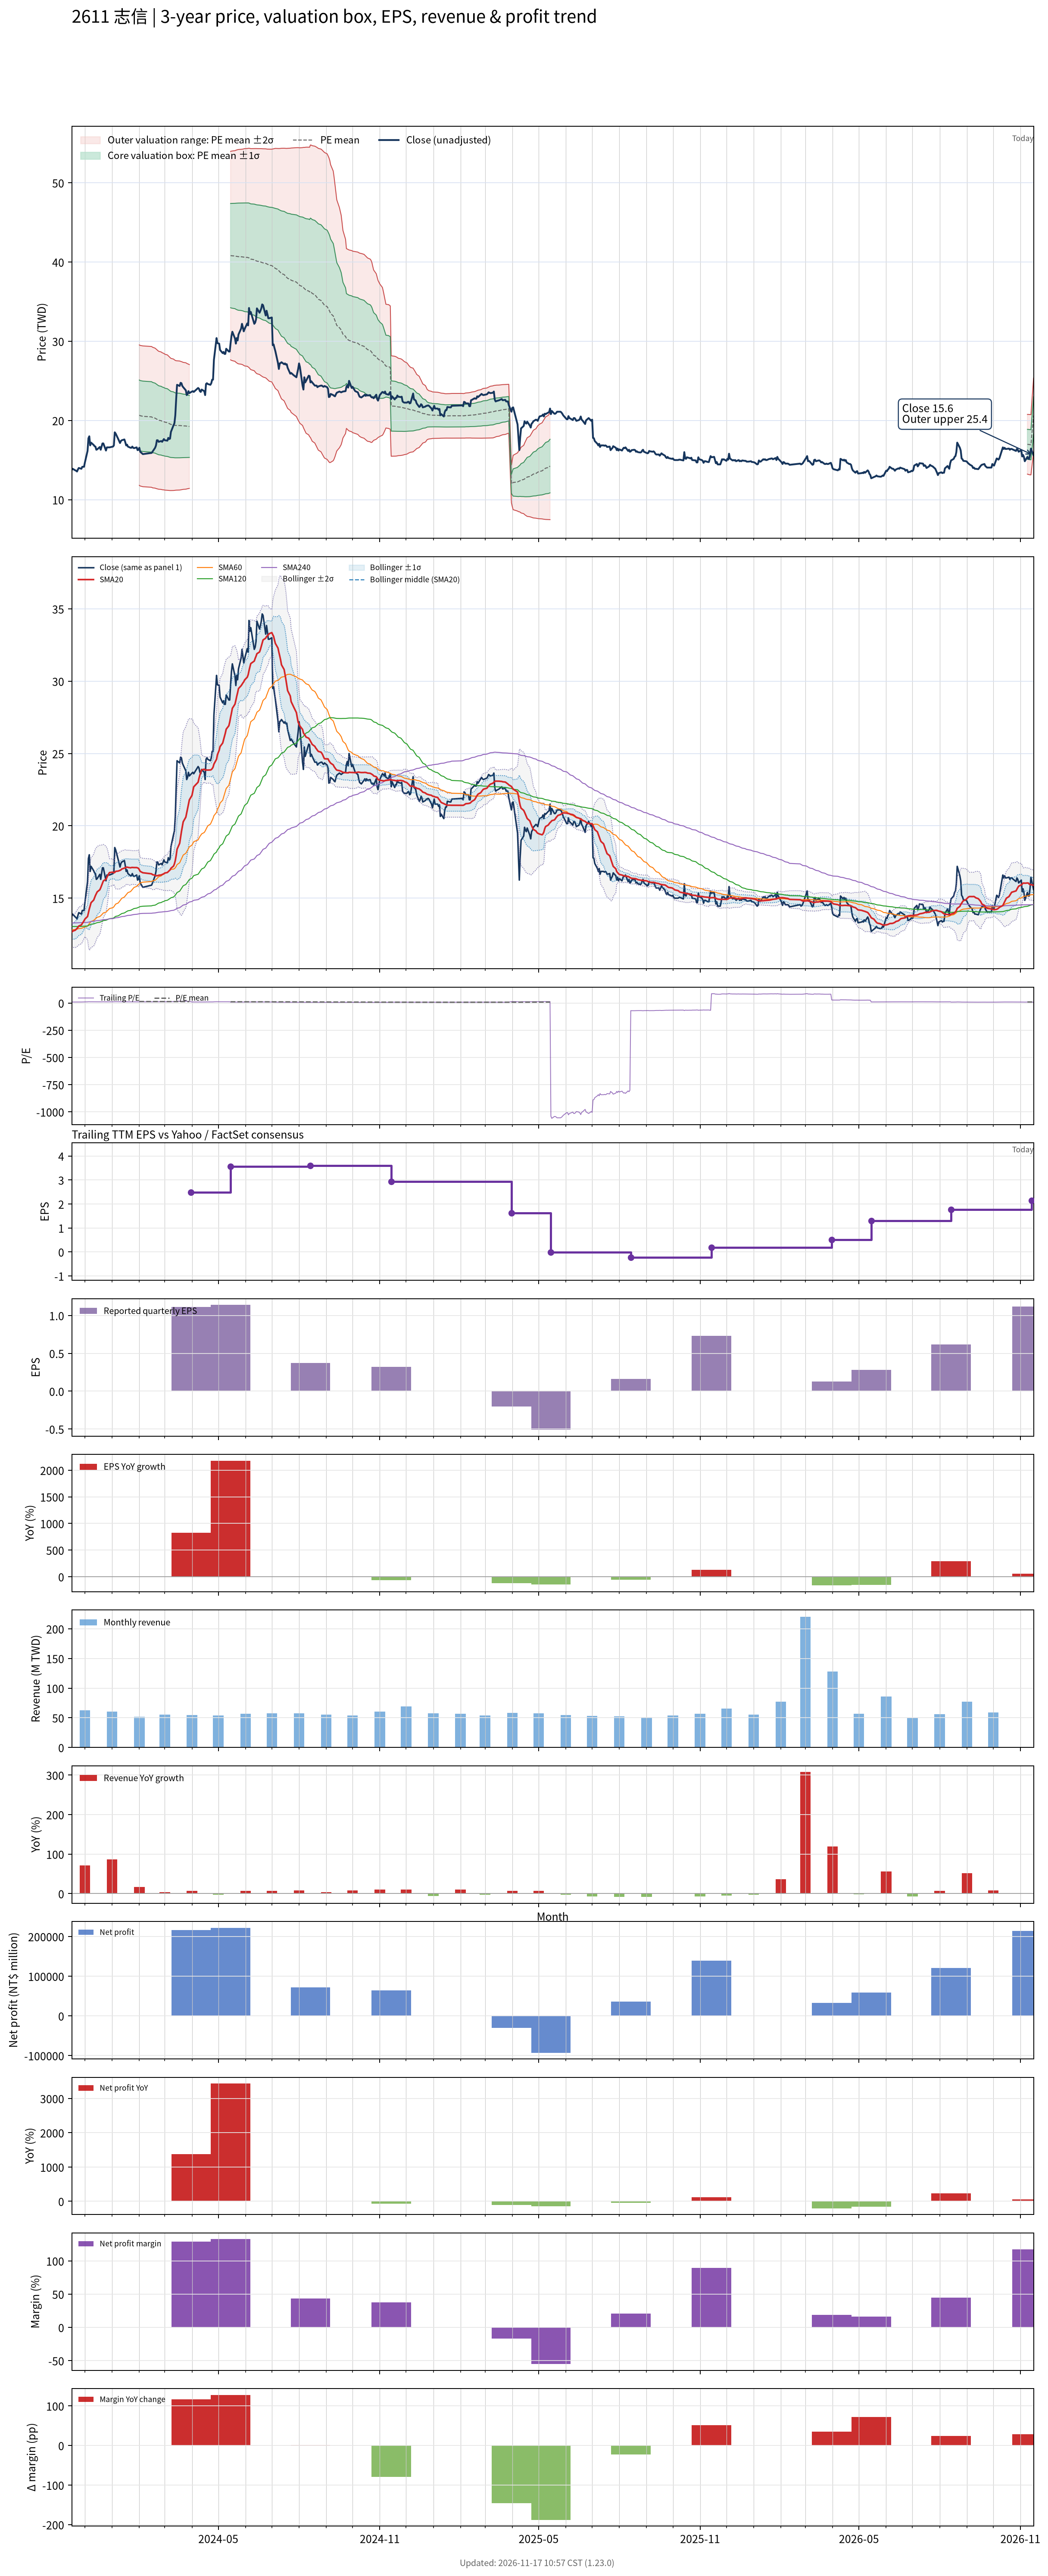 2611 志信 | 3-year price, valuation box, EPS, revenue & profit trend
Outer valuation range: PE mean ±2σ
PE mean
Close (unadjusted)
Core valuation box: PE mean ±1σ
Today
50
40
30
20
10
Price (TWD)
Close 15.6
Outer upper 25.4
Close (same as panel 1)
SMA20
SMA60
SMA120
SMA240
Bollinger ±2σ
Bollinger ±1σ
Bollinger middle (SMA20)
35
30
25
20
15
Price
Trailing P/E
P/E mean
0
-250
-500
-750
-1000
P/E
Trailing TTM EPS vs Yahoo / FactSet consensus
Today
4
3
2
1
0
-1
EPS
Reported quarterly EPS
1.0
0.5
0.0
-0.5
EPS
EPS YoY growth
2000
1500
1000
500
0
YoY (%)
Monthly revenue
200
150
100
50
0
Revenue (M TWD)
Revenue YoY growth
300
200
100
0
YoY (%)
Month
Net profit
200000
100000
0
-100000
Net profit (NT$ million)
Net profit YoY
3000
2000
1000
0
YoY (%)
Net profit margin
100
50
0
-50
Margin (%)
Margin YoY change
100
0
-100
-200
Δ margin (pp)
2024-05
2024-11
2025-05
2025-11
2026-05
2026-11
Updated: 2026-11-17 10:57 CST (1.23.0)